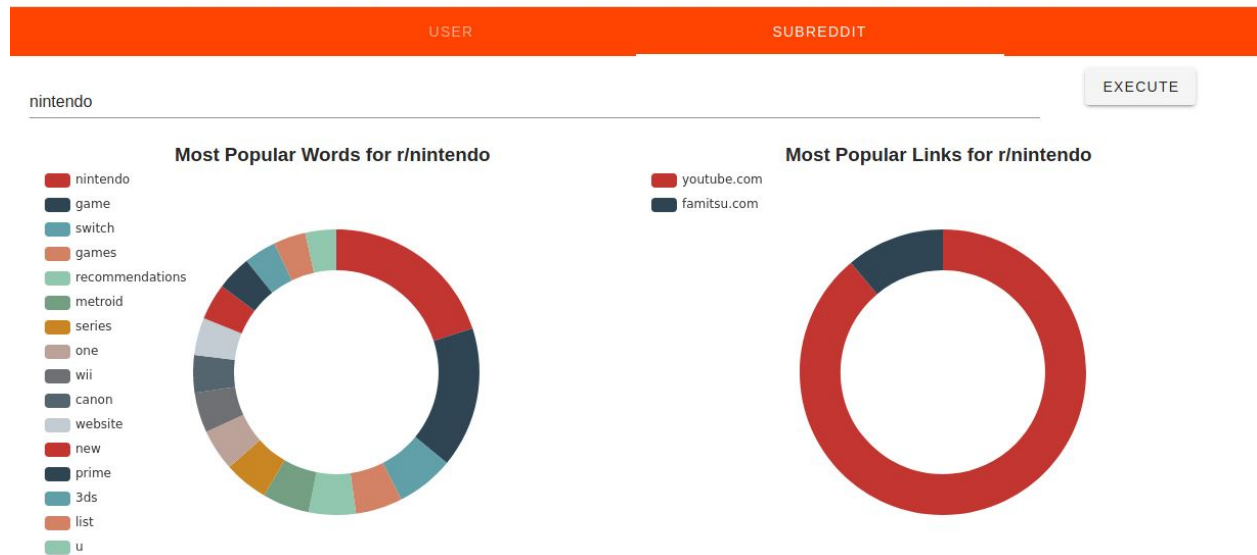 USER
SUBREDDIT
nintendo
EXECUTE
Most Popular Words for r/nintendo
nintendo
game
switch
games
recommendations
metroid
series
one
wii
canon
website
new
prime
3ds
list
u
Most Popular Links for r/nintendo
youtube.com
famitsu.com